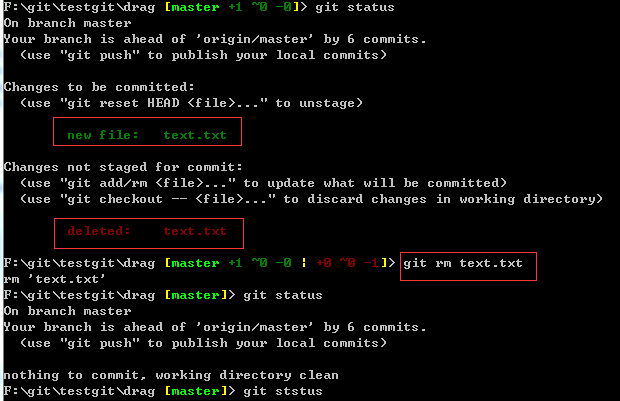 F:\git\testgit\drag [master +1 ~0 -0]> git status
On branch master
Your branch is ahead of 'origin/master' by 6 commits.
  (use "git push" to publish your local commits)
Changes to be committed:
  (use "git reset HEAD <file>..." to unstage)
        new file:   text.txt
Changes not staged for commit:
  (use "git add/rm <file>..." to update what will be committed)
  (use "git checkout -- <file>..." to discard changes in working directory)
        deleted:    text.txt
F:\git\testgit\drag [master +1 ~0 -0 | +0 ~0 -1]> git rm text.txt
rm 'text.txt'
F:\git\testgit\drag [master]> git status
On branch master
Your branch is ahead of 'origin/master' by 6 commits.
  (use "git push" to publish your local commits)
nothing to commit, working directory clean
F:\git\testgit\drag [master]> git ststus